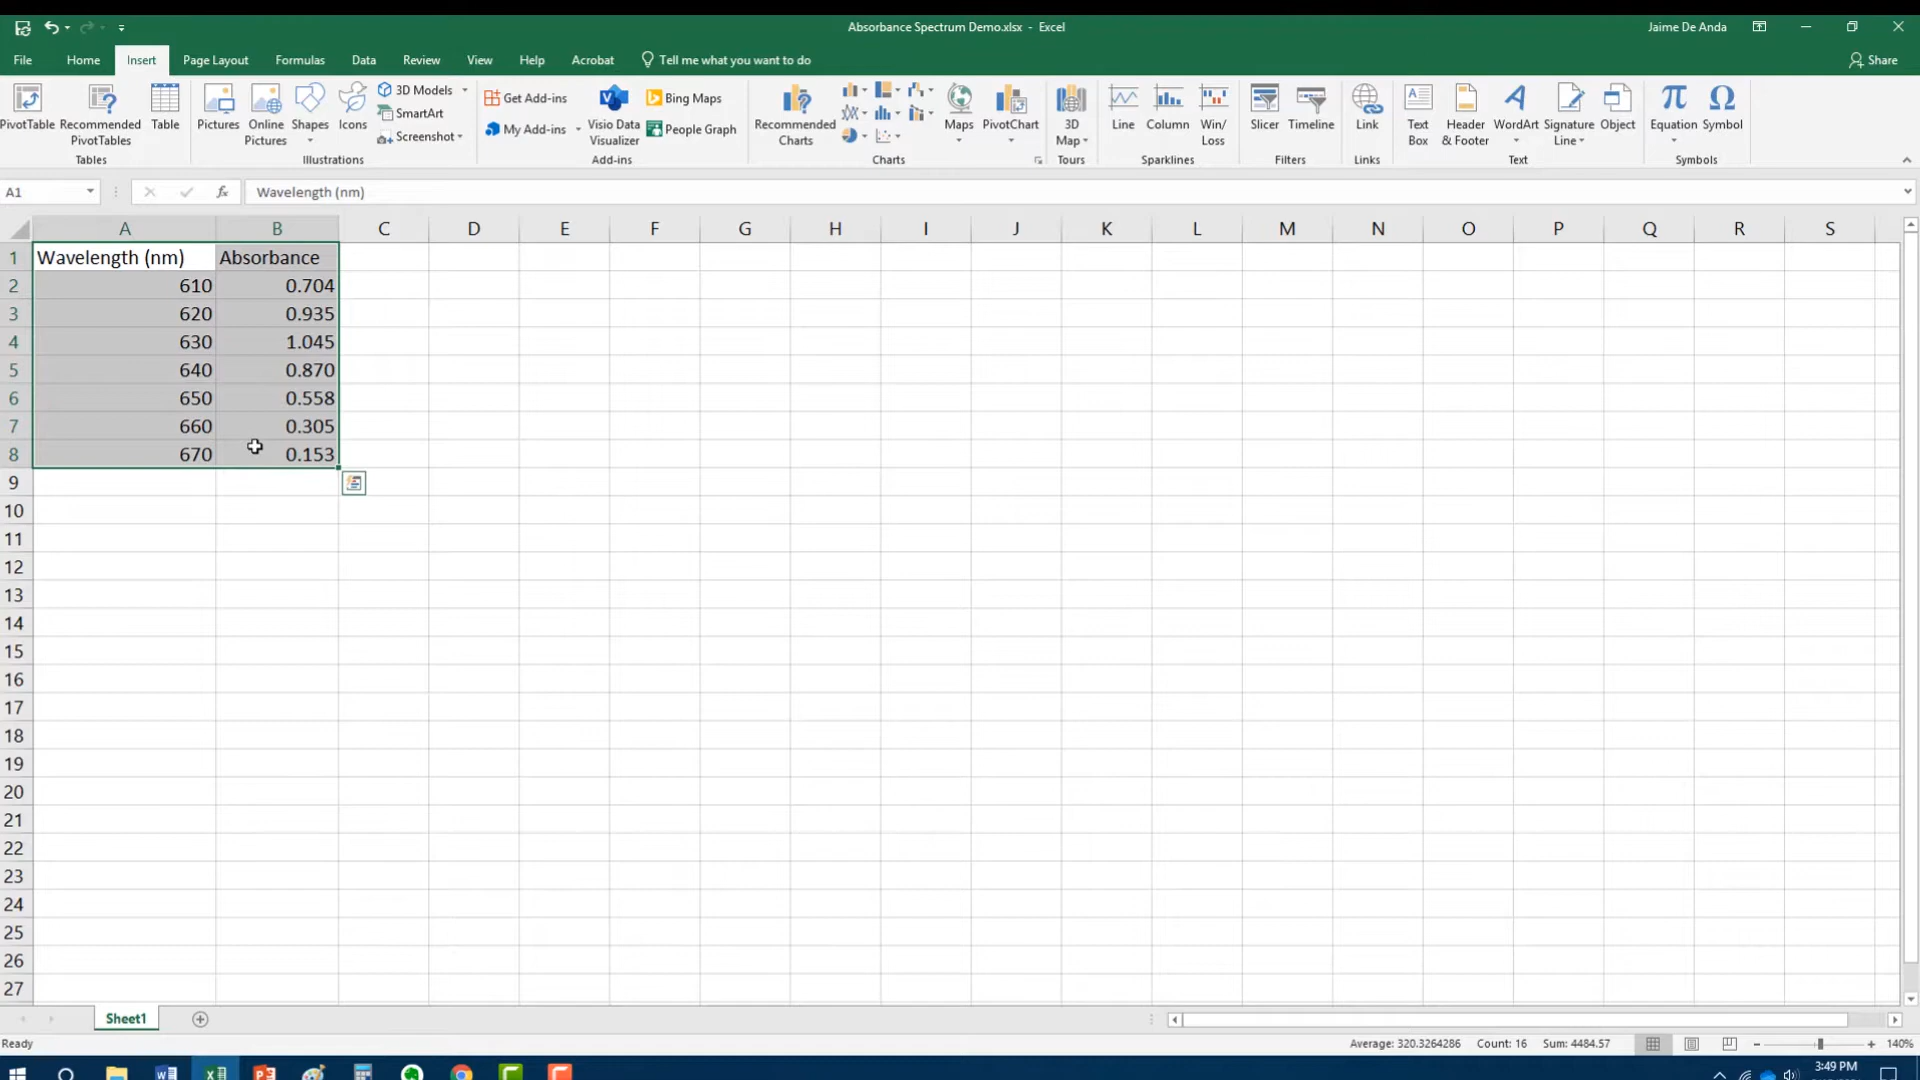 Absorbance Spectrum Demo.xlsx - Excel
Jaime De Anda
File Home Insert Page Layout Formulas Data Review View Help Acrobat Tell me what you want to do Share
PivotTable
Recommended
PivotTables
Table
Tables
Pictures
Online
Pictures
Shapes
Icons
3D Models
SmartArt
Screenshot
Illustrations
Get Add-ins
My Add-ins
Visio Data
Visualizer
Bing Maps
People Graph
Add-ins
Recommended
Charts
Maps
PivotChart
Charts
3D
Map
Tours
Line
Column
Win/
Loss
Sparklines
Slicer
Timeline
Filters
Link
Links
Text
Box
Header
& Footer
WordArt
Signature
Line
Object
Text
Equation
Symbol
Symbols
A1 fx Wavelength (nm)
A B C D E F G H I J K L M N O P Q R S
1 Wavelength (nm) Absorbance
2 610 0.704
3 620 0.935
4 630 1.045
5 640 0.870
6 650 0.558
7 660 0.305
8 670 0.153
9
10
11
12
13
14
15
16
17
18
19
20
21
22
23
24
25
26
27
Sheet1
Ready
Average: 320.3264286 Count: 16 Sum: 4484.57 140%
3:49 PM